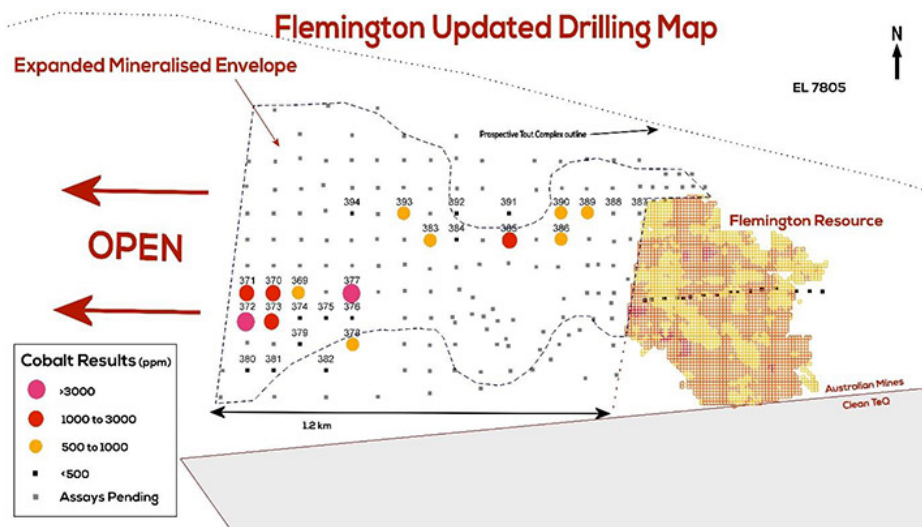 Flemington Updated Drilling Map
N
Expanded Mineralised Envelope
EL 7805
Prospective Tout Complex outline
394 393 392 391 390 389 388 387
Flemington Resource
383 384 385 386
OPEN
371 370 369 377
372 373 374 375 376
379 378
380 381 382
Cobalt Results (ppm)
>3000
1000 to 3000
500 to 1000
<500
Assays Pending
1.2 km
Australian Mines
Clean TeQ